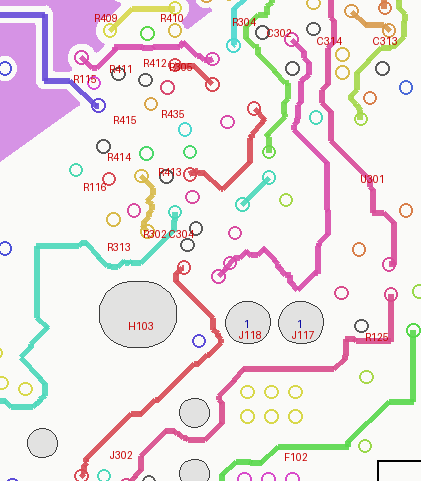 R409 R410
R304 C302
C314 C313
R411 R412 R305
R115
R415 R435
R414
R413
R116 U301
R302 C304
R313
H103 J118 J117
1 1
R125
J302 F102